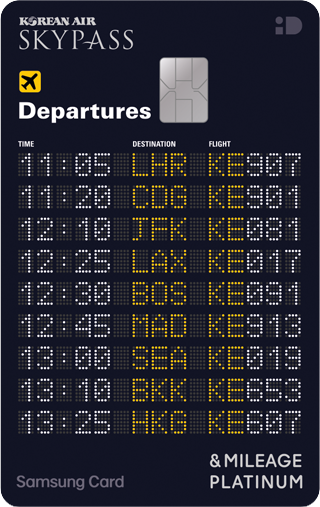 KOREAN AIR
SKYPASS
iD
Departures
TIME DESTINATION FLIGHT
11:05 LHR KE907
11:20 CDG KE901
12:10 JFK KE081
12:25 LAX KE017
12:30 BOS KE091
12:45 MAD KE913
13:00 SEA KE019
13:10 BKK KE653
13:25 HKG KE607
&MILEAGE
Samsung Card PLATINUM